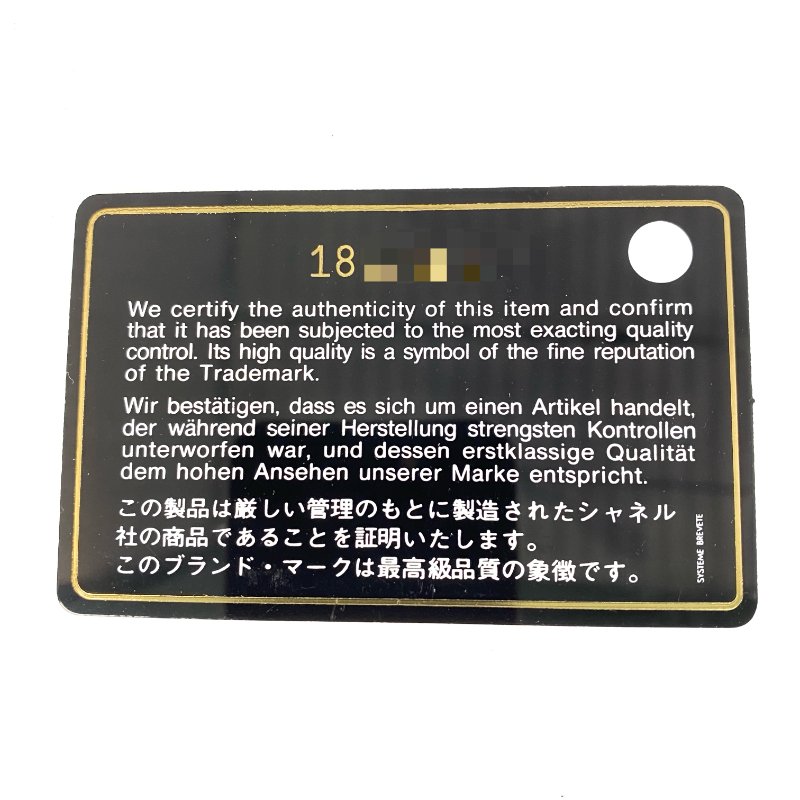 18
We certify the authenticity of this item and confirm
that it has been subjected to the most exacting quality
control. Its high quality is a symbol of the fine reputation
of the Trademark.
Wir bestätigen, dass es sich um einen Artikel handelt,
der während seiner Herstellung strengsten Kontrollen
unterworfen war, und dessen erstklassige Qualität
dem hohen Ansehen unserer Marke entspricht.
この製品は厳しい管理のもとに製造されたシャネル
社の商品であることを証明いたします。
このブランド・マークは最高級品質の象徴です。
SYSTEME BREVETE